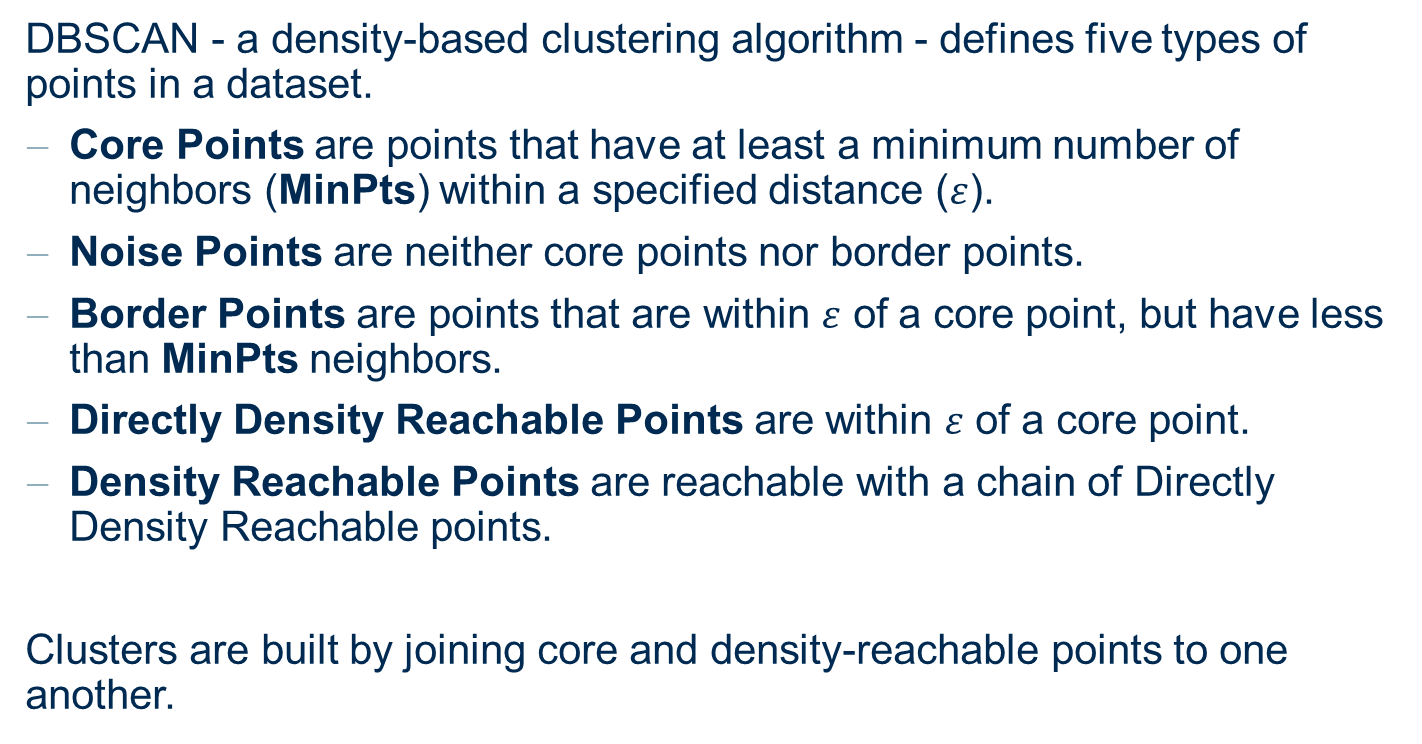 DBSCAN - a density-based clustering algorithm - defines five types of
points in a dataset.
– Core Points are points that have at least a minimum number of
neighbors (MinPts) within a specified distance (ε).
– Noise Points are neither core points nor border points.
– Border Points are points that are within ε of a core point, but have less
than MinPts neighbors.
– Directly Density Reachable Points are within ε of a core point.
– Density Reachable Points are reachable with a chain of Directly
Density Reachable points.
Clusters are built by joining core and density-reachable points to one
another.